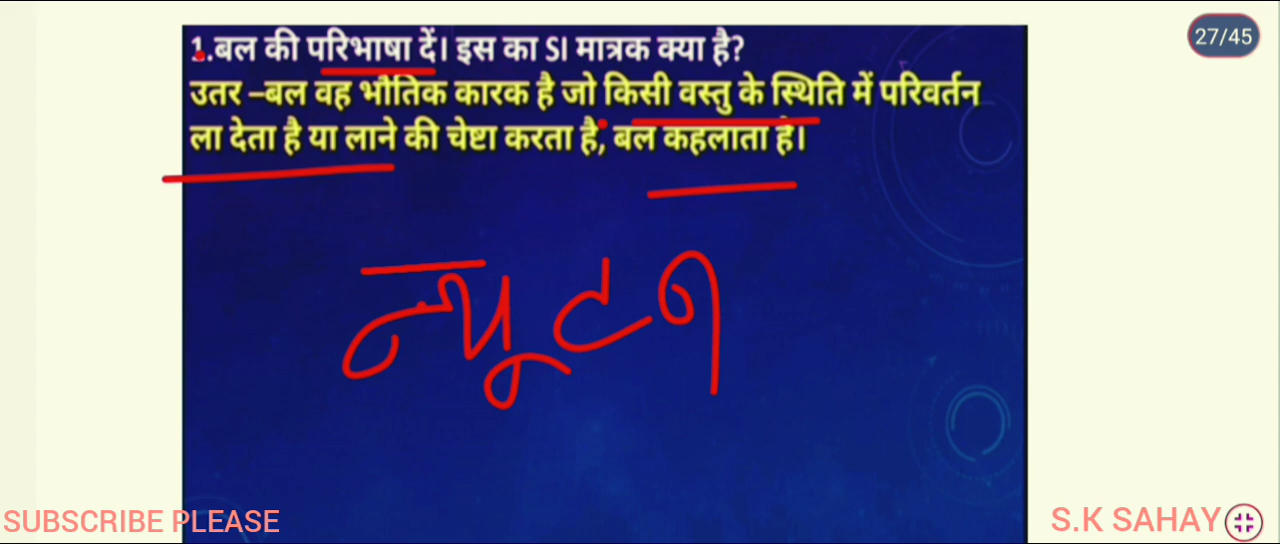 27/45
1.बल की परिभाषा दें। इस का SI मात्रक क्या है?
उतर –बल वह भौतिक कारक है जो किसी वस्तु के स्थिति में परिवर्तन
ला देता है या लाने की चेष्टा करता है, बल कहलाता है।
न्यूटन
SUBSCRIBE PLEASE
S.K SAHAY